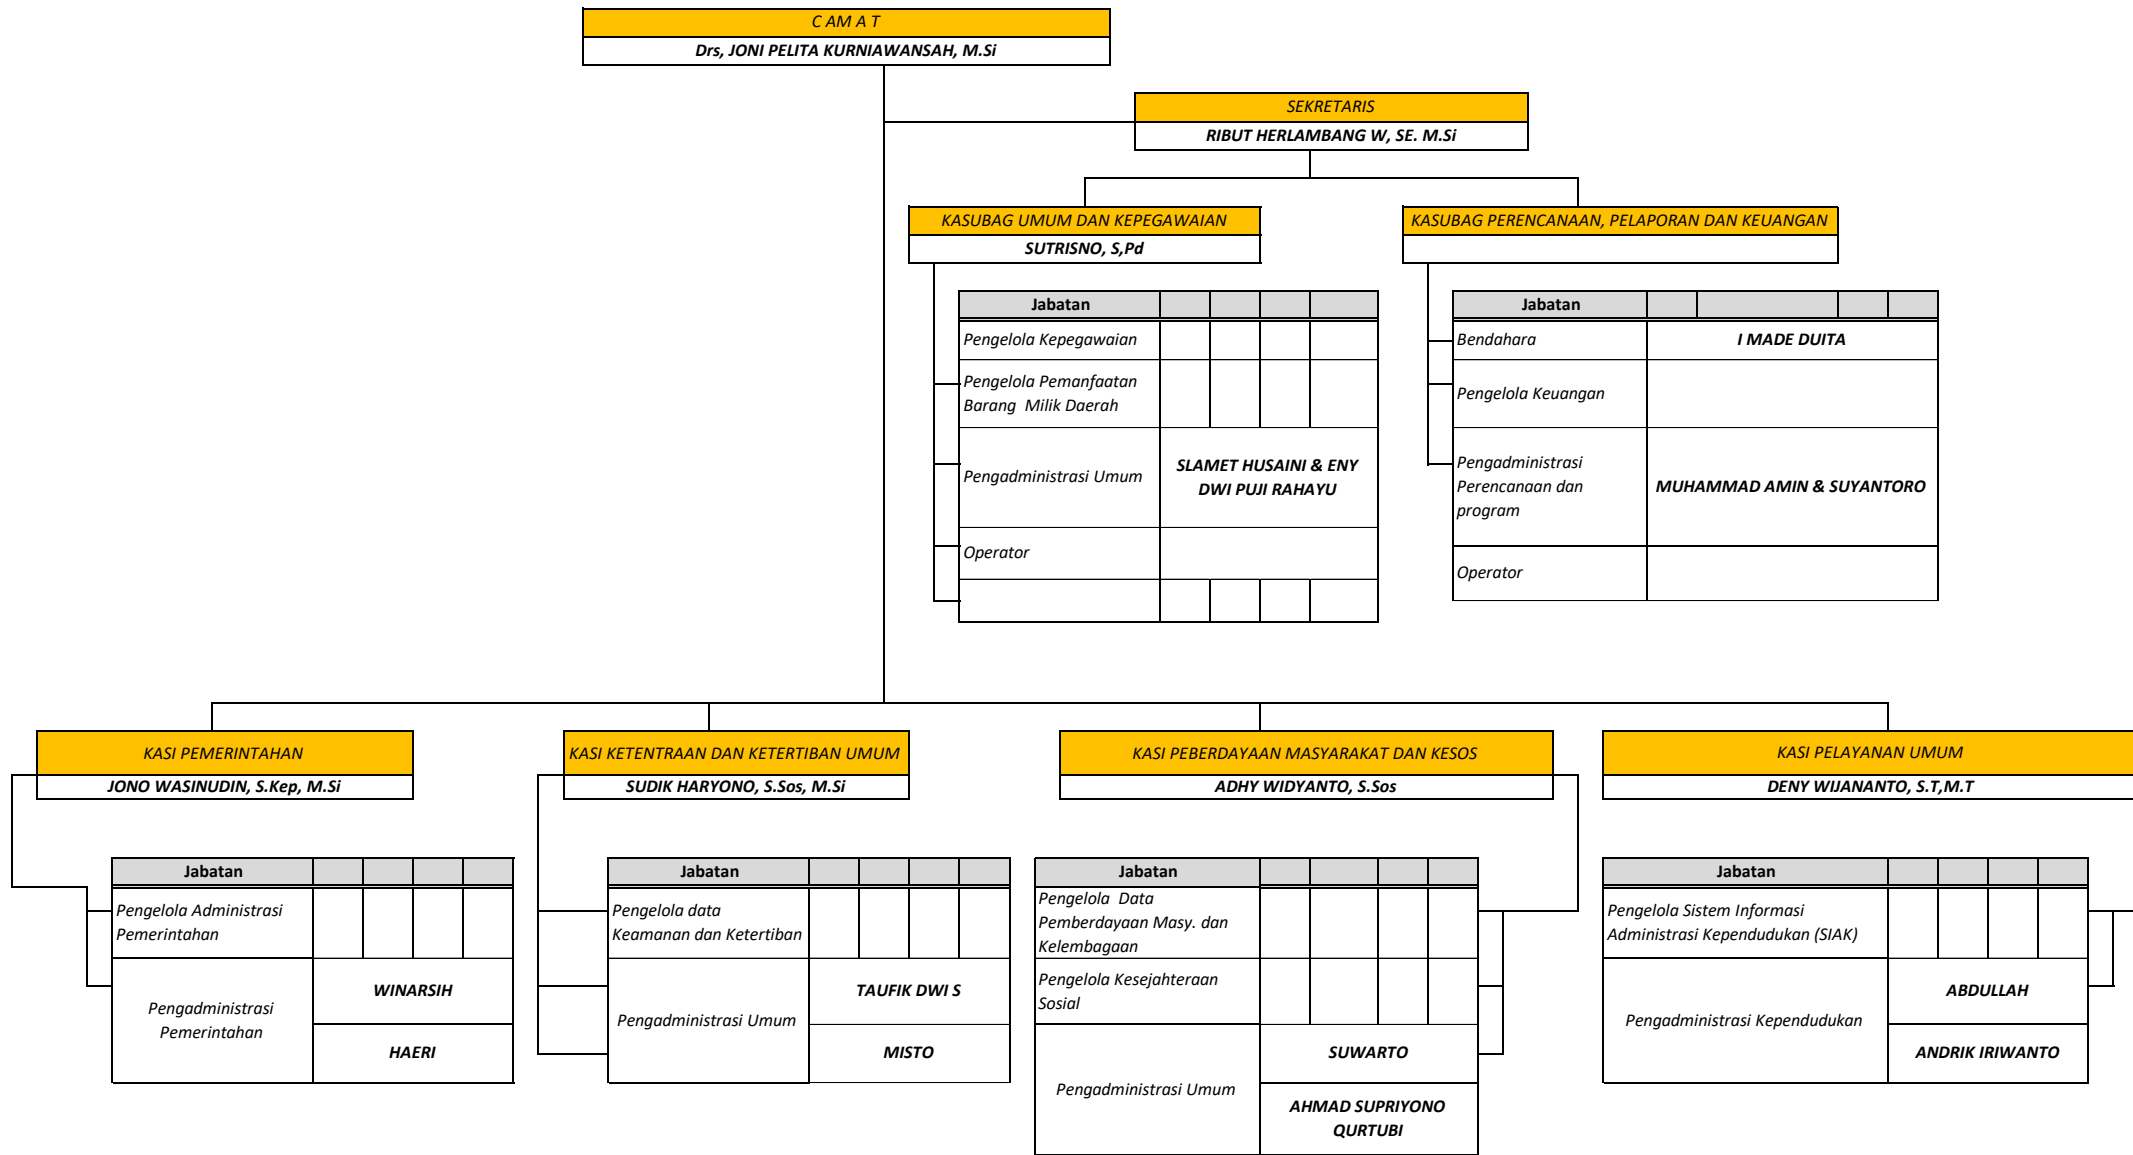 C AM A T
Drs, JONI PELITA KURNIAWANSAH, M.Si
SEKRETARIS
RIBUT HERLAMBANG W, SE. M.Si
KASUBAG UMUM DAN KEPEGAWAIAN
SUTRISNO, S,Pd
KASUBAG PERENCANAAN, PELAPORAN DAN KEUANGAN
Jabatan
Pengelola Kepegawaian
Pengelola Pemanfaatan
Barang  Milik Daerah
Pengadministrasi Umum
SLAMET HUSAINI & ENY
DWI PUJI RAHAYU
Operator
Jabatan
Bendahara
I MADE DUITA
Pengelola Keuangan
Pengadministrasi
Perencanaan dan
program
MUHAMMAD AMIN & SUYANTORO
Operator
KASI PEMERINTAHAN
JONO WASINUDIN, S.Kep, M.Si
Jabatan
Pengelola Administrasi
Pemerintahan
Pengadministrasi
Pemerintahan
WINARSIH
HAERI
KASI KETENTRAAN DAN KETERTIBAN UMUM
SUDIK HARYONO, S.Sos, M.Si
Jabatan
Pengelola data
Keamanan dan Ketertiban
Pengadministrasi Umum
TAUFIK DWI S
MISTO
KASI PEBERDAYAAN MASYARAKAT DAN KESOS
ADHY WIDYANTO, S.Sos
Jabatan
Pengelola  Data
Pemberdayaan Masy. dan
Kelembagaan
Pengelola Kesejahteraan
Sosial
Pengadministrasi Umum
SUWARTO
AHMAD SUPRIYONO
QURTUBI
KASI PELAYANAN UMUM
DENY WIJANANTO, S.T,M.T
Jabatan
Pengelola Sistem Informasi
Administrasi Kependudukan (SIAK)
Pengadministrasi Kependudukan
ABDULLAH
ANDRIK IRIWANTO